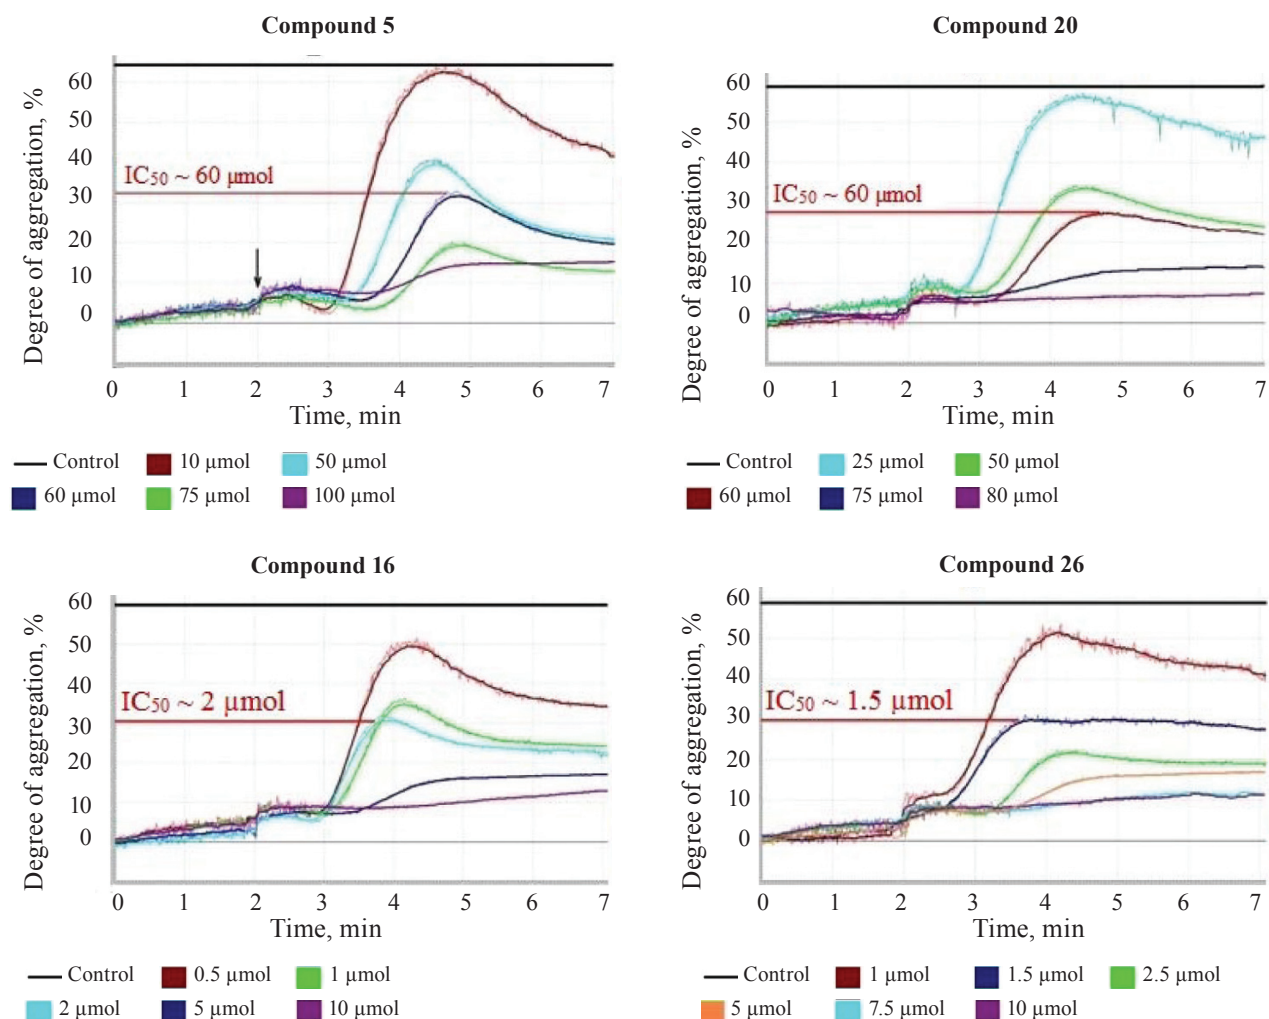 Compound 5
Degree of aggregation, %
60
50
40
30
20
10
0
IC50 ~ 60 µmol
0 1 2 3 4 5 6 7
Time, min
Control 10 µmol 50 µmol
60 µmol 75 µmol 100 µmol
Compound 20
Degree of aggregation, %
60
50
40
30
20
10
0
IC50 ~ 60 µmol
0 1 2 3 4 5 6 7
Time, min
Control 25 µmol 50 µmol
60 µmol 75 µmol 80 µmol
Compound 16
Degree of aggregation, %
60
50
40
30
20
10
0
IC50 ~ 2 µmol
0 1 2 3 4 5 6 7
Time, min
Control 0.5 µmol 1 µmol
2 µmol 5 µmol 10 µmol
Compound 26
Degree of aggregation, %
60
50
40
30
20
10
0
IC50 ~ 1.5 µmol
0 1 2 3 4 5 6 7
Time, min
Control 1 µmol 1.5 µmol 2.5 µmol
5 µmol 7.5 µmol 10 µmol